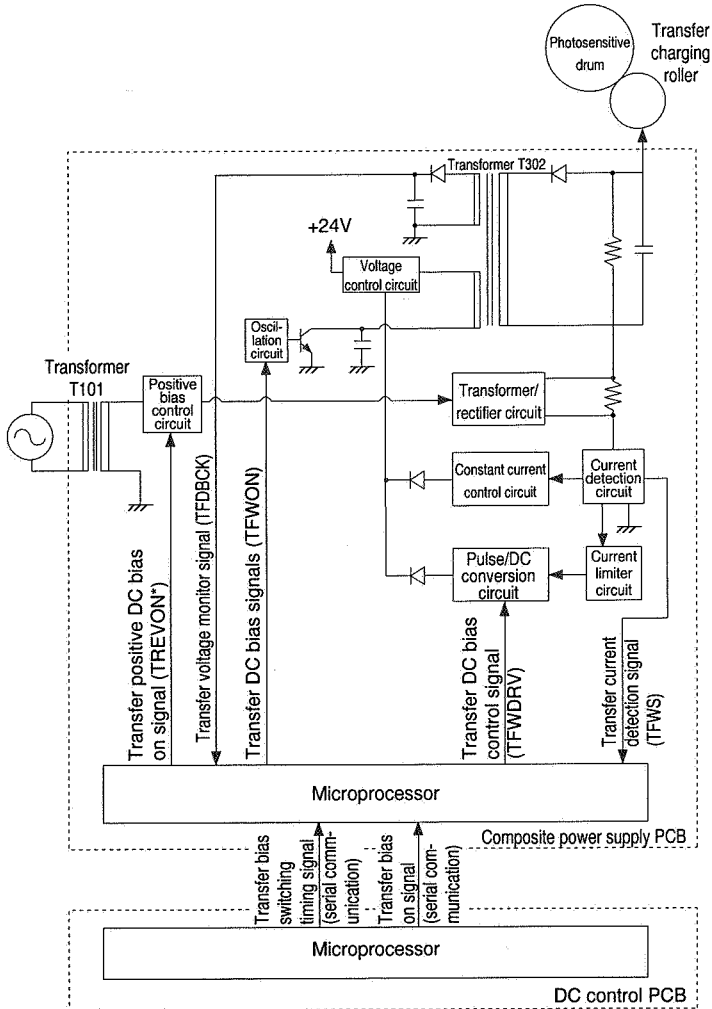 Photosensitive
drum
Transfer
charging
roller
Transformer T302
+24V
Voltage
control circuit
Oscil-
lation
circuit
Transformer
T101
Positive
bias
control
circuit
Transformer/
rectifier circuit
Constant current
control circuit
Current
detection
circuit
Pulse/DC
conversion
circuit
Current
limiter
circuit
Transfer positive DC bias
on signal (TREVON*)
Transfer voltage monitor signal (TFDBCK)
Transfer DC bias signals (TFWON)
Transfer DC bias
control signal
(TFWDRV)
Transfer current
detection signal
(TFWS)
Microprocessor
Composite power supply PCB
Transfer bias
switching
timing signal
(serial comm-
unication)
Transfer bias
on signal
(serial com-
munication)
Microprocessor
DC control PCB